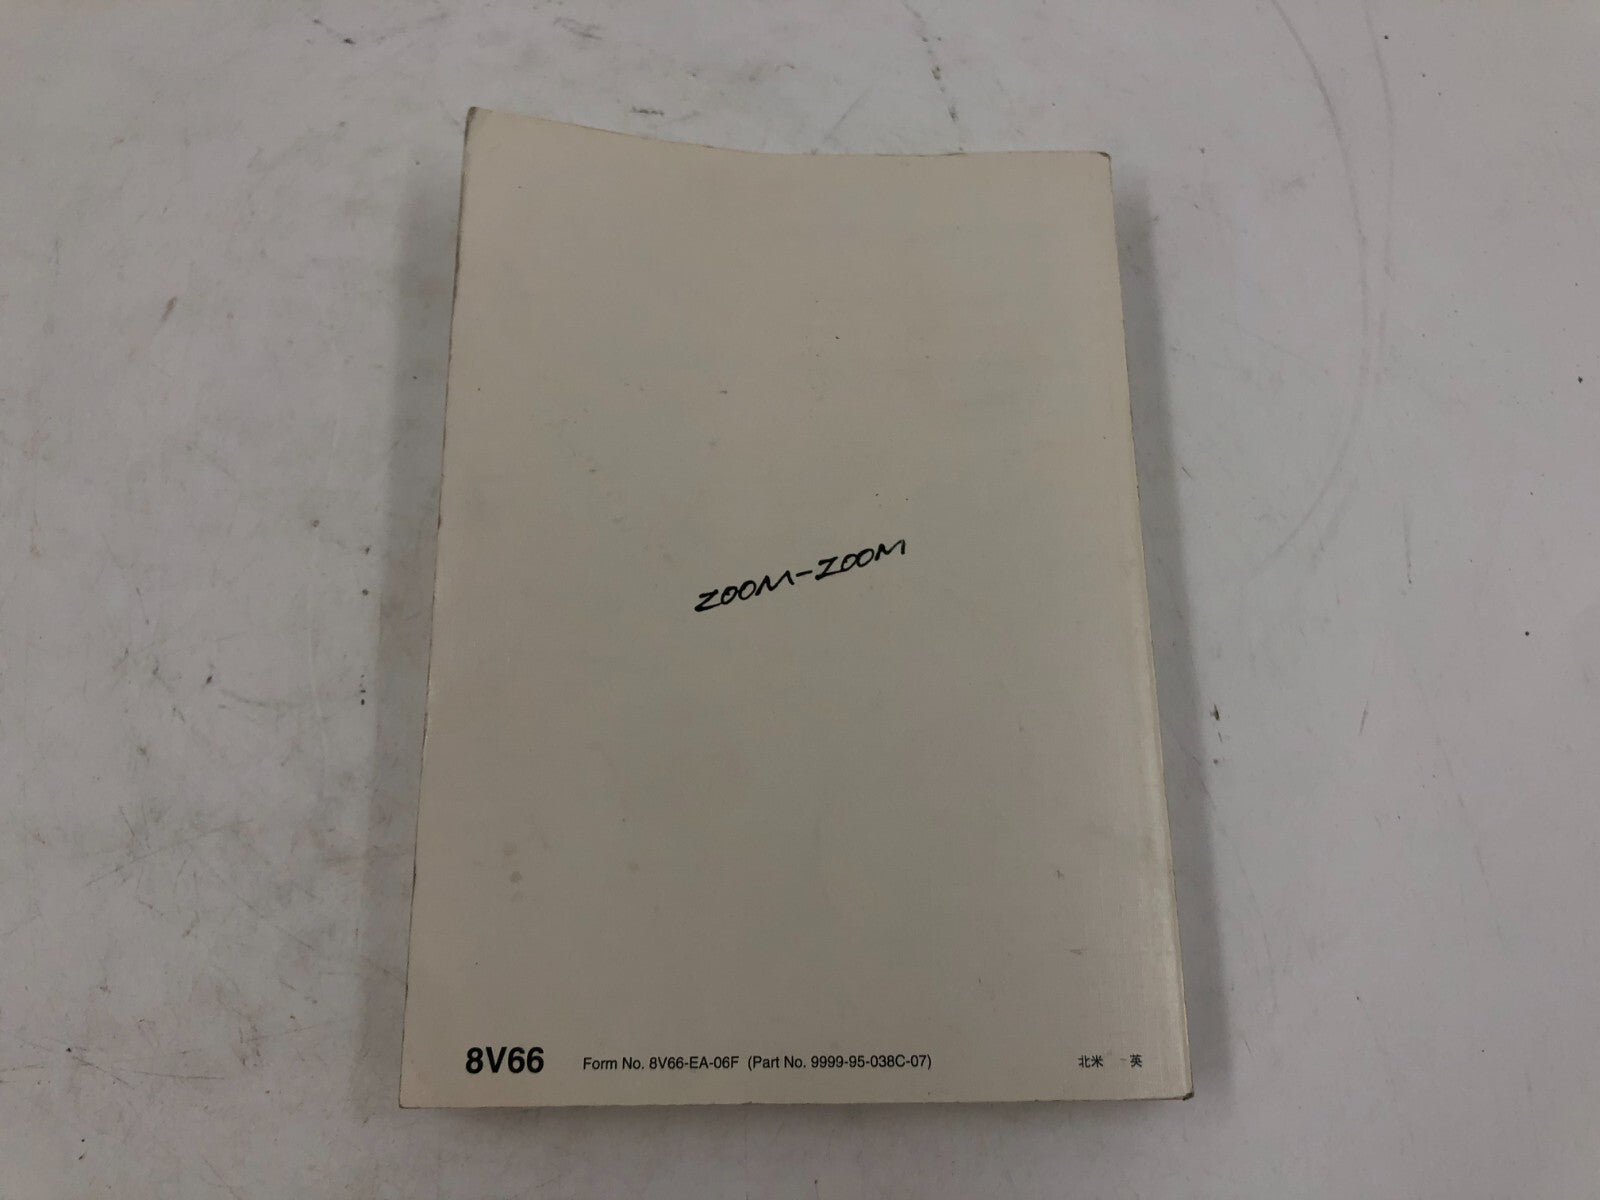 ZOOM-ZOOM
8V66 Form No. 8V66-EA-06F (Part No. 9999-95-038C-07) 北米 英